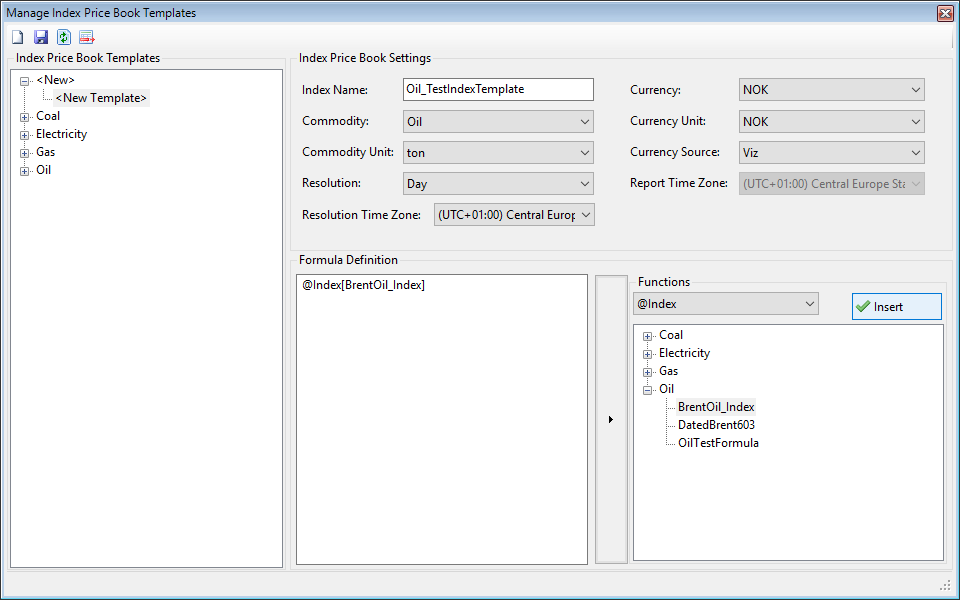 Manage Index Price Book Templates
Index Price Book Templates
<New>
<New Template>
Coal
Electricity
Gas
Oil
Index Price Book Settings
Index Name: Oil_TestIndexTemplate
Commodity: Oil
Commodity Unit: ton
Resolution: Day
Resolution Time Zone: (UTC+01:00) Central Europ
Currency: NOK
Currency Unit: NOK
Currency Source: Viz
Report Time Zone: (UTC+01:00) Central Europe Sta
Formula Definition
@Index[BrentOil_Index]
Functions
@Index
Insert
Coal
Electricity
Gas
Oil
BrentOil_Index
DatedBrent603
OilTestFormula